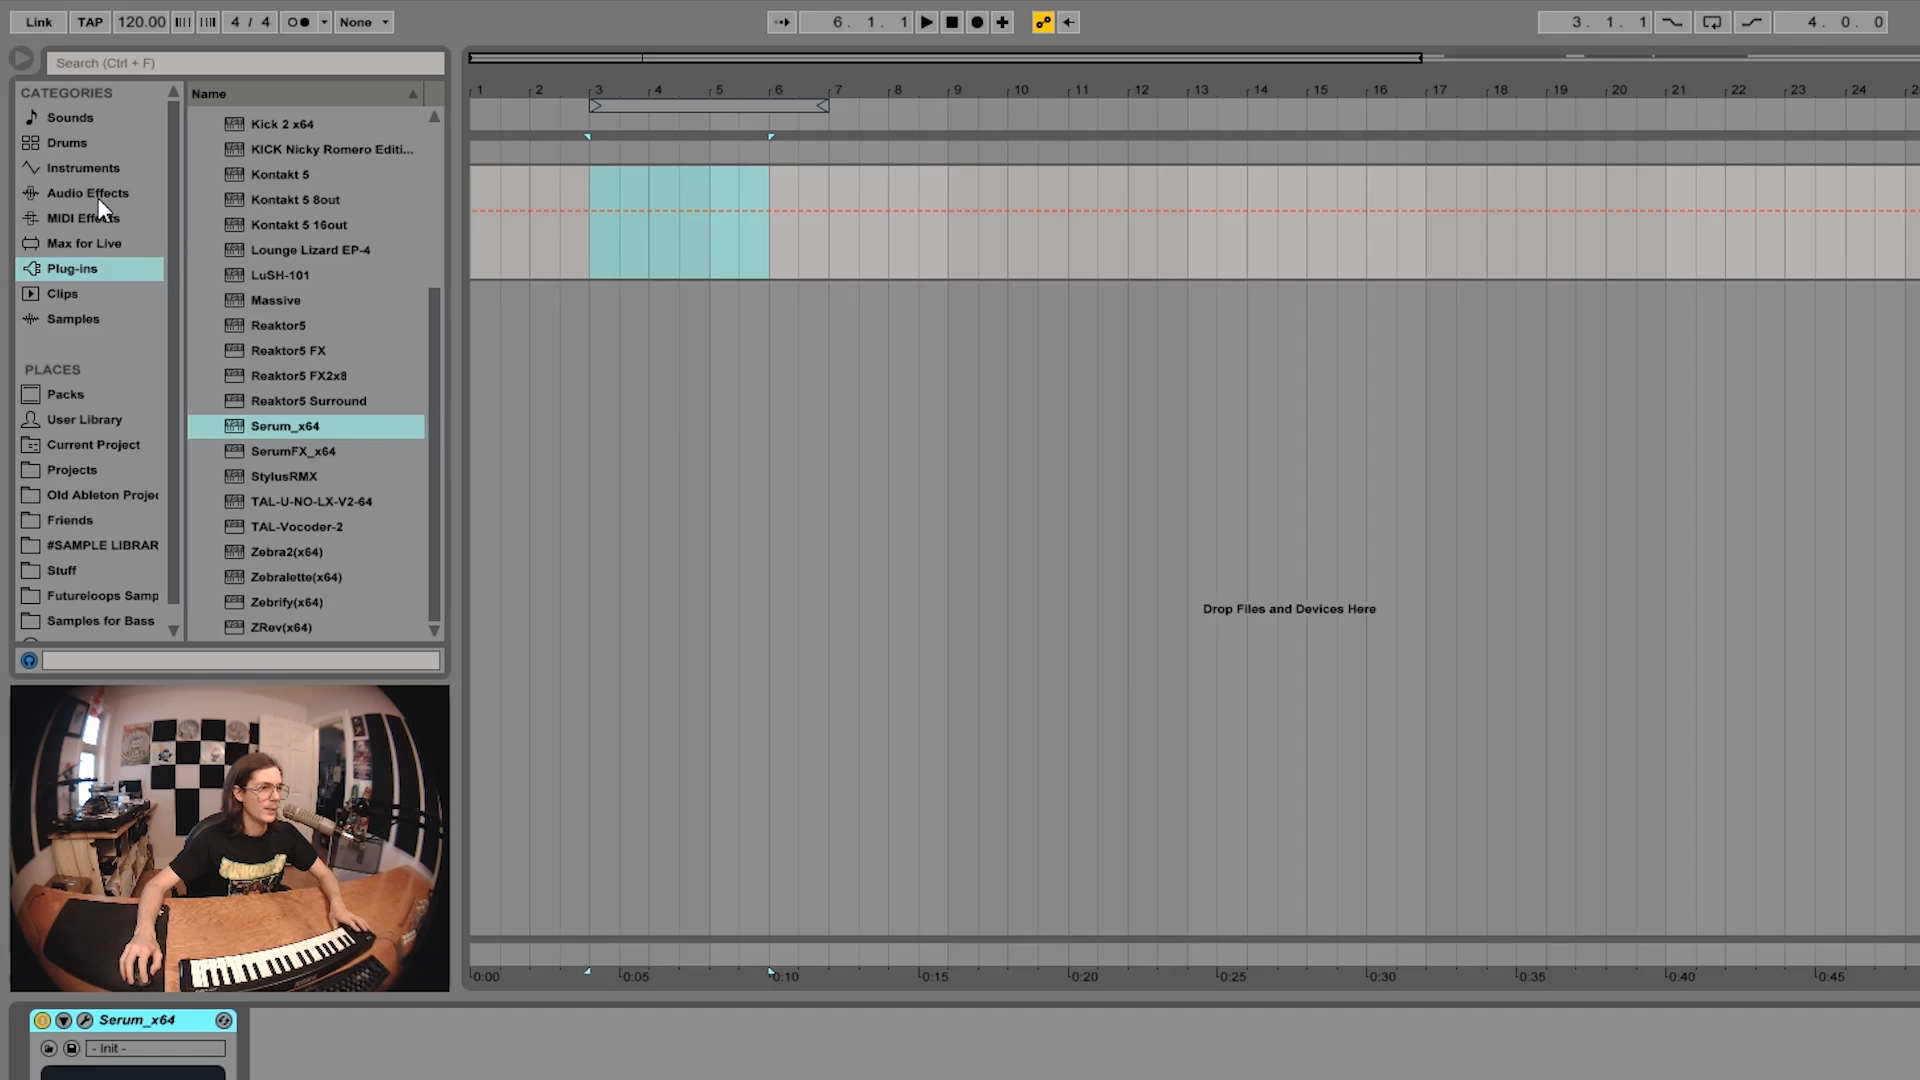 Link TAP 120.00 4 / 4 None 6. 1. 1 3. 1. 1 4. 0. 0
Search (Ctrl + F)
CATEGORIES
Sounds
Drums
Instruments
Audio Effects
MIDI Effects
Max for Live
Plug-ins
Clips
Samples
PLACES
Packs
User Library
Current Project
Projects
Old Ableton Projec
Friends
#SAMPLE LIBRAR
Stuff
Futureloops Samp
Samples for Bass
Name
Kick 2 x64
KICK Nicky Romero Editi...
Kontakt 5
Kontakt 5 8out
Kontakt 5 16out
Lounge Lizard EP-4
LuSH-101
Massive
Reaktor5
Reaktor5 FX
Reaktor5 FX2x8
Reaktor5 Surround
Serum_x64
SerumFX_x64
StylusRMX
TAL-U-NO-LX-V2-64
TAL-Vocoder-2
Zebra2(x64)
Zebralette(x64)
Zebrify(x64)
ZRev(x64)
1 2 3 4 5 6 7 8 9 10 11 12 13 14 15 16 17 18 19 20 21 22 23 24 2
Drop Files and Devices Here
0:00 0:05 0:10 0:15 0:20 0:25 0:30 0:35 0:40 0:45
Serum_x64
- Init -